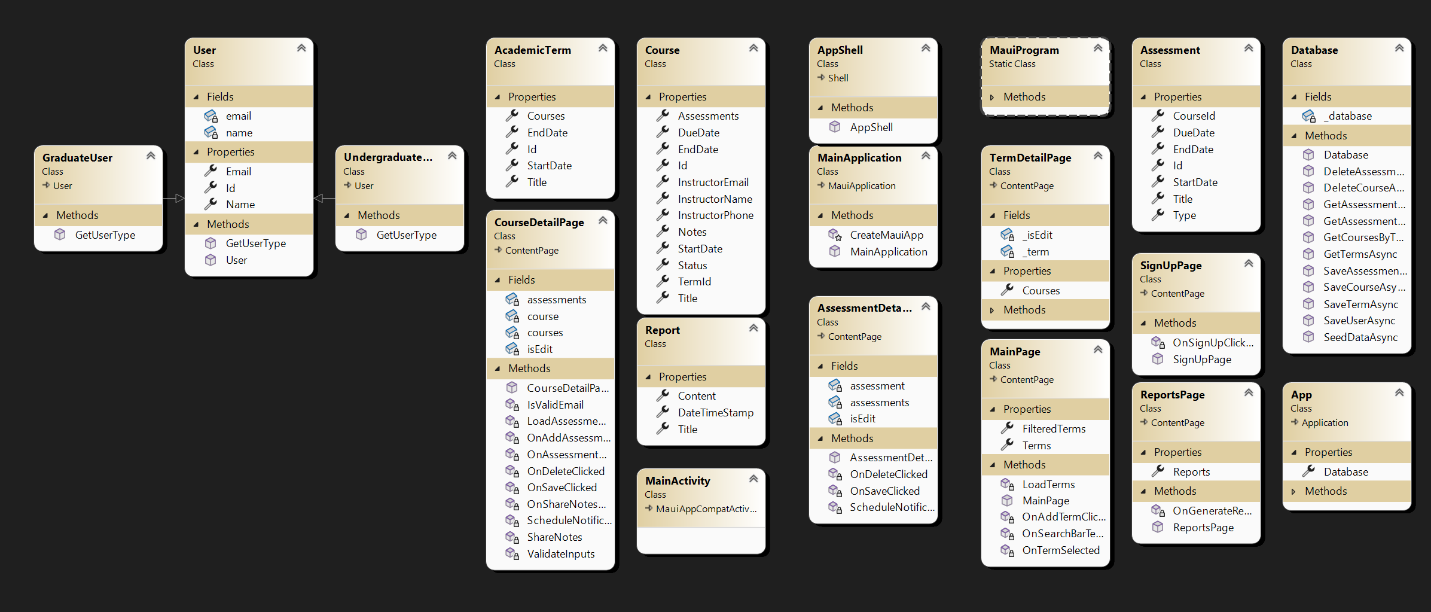 GraduateUser
Class
User
Methods
GetUserType
User
Class
Fields
email
name
Properties
Email
Id
Name
Methods
GetUserType
User
Undergraduate...
Class
User
Methods
GetUserType
AcademicTerm
Class
Properties
Courses
EndDate
Id
StartDate
Title
CourseDetailPage
Class
ContentPage
Fields
assessments
course
courses
isEdit
Methods
CourseDetailPa...
IsValidEmail
LoadAssessme...
OnAddAssessm...
OnAssessment...
OnDeleteClicked
OnSaveClicked
OnShareNotes...
ScheduleNotific...
ShareNotes
ValidateInputs
Course
Class
Properties
Assessments
DueDate
EndDate
Id
InstructorEmail
InstructorName
InstructorPhone
Notes
StartDate
Status
TermId
Title
Report
Class
Properties
Content
DateTimeStamp
Title
MainActivity
Class
MauiAppCompatActiv...
AppShell
Class
Shell
Methods
AppShell
MainApplication
Class
MauiApplication
Methods
CreateMauiApp
MainApplication
AssessmentDeta...
Class
ContentPage
Fields
assessment
assessments
isEdit
Methods
AssessmentDet...
OnDeleteClicked
OnSaveClicked
ScheduleNotific...
MauiProgram
Static Class
Methods
TermDetailPage
Class
ContentPage
Fields
_isEdit
_term
Properties
Courses
Methods
MainPage
Class
ContentPage
Properties
FilteredTerms
Terms
Methods
LoadTerms
MainPage
OnAddTermClic...
OnSearchBarTe...
OnTermSelected
Assessment
Class
Properties
CourseId
DueDate
EndDate
Id
StartDate
Title
Type
SignUpPage
Class
ContentPage
Methods
OnSignUpClick...
SignUpPage
ReportsPage
Class
ContentPage
Properties
Reports
Methods
OnGenerateRe...
ReportsPage
Database
Class
Fields
_database
Methods
Database
DeleteAssessm...
DeleteCourseA...
GetAssessment...
GetAssessment...
GetCoursesByT...
GetTermsAsync
SaveAssessmen...
SaveCourseAsy...
SaveTermAsync
SaveUserAsync
SeedDataAsync
App
Class
Application
Properties
Database
Methods